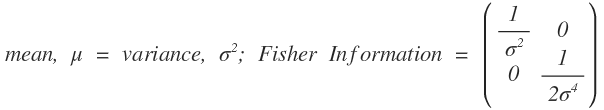 mean, μ = variance, σ²; Fisher Information = ( 1/σ² 0
0 1/2σ⁴ )